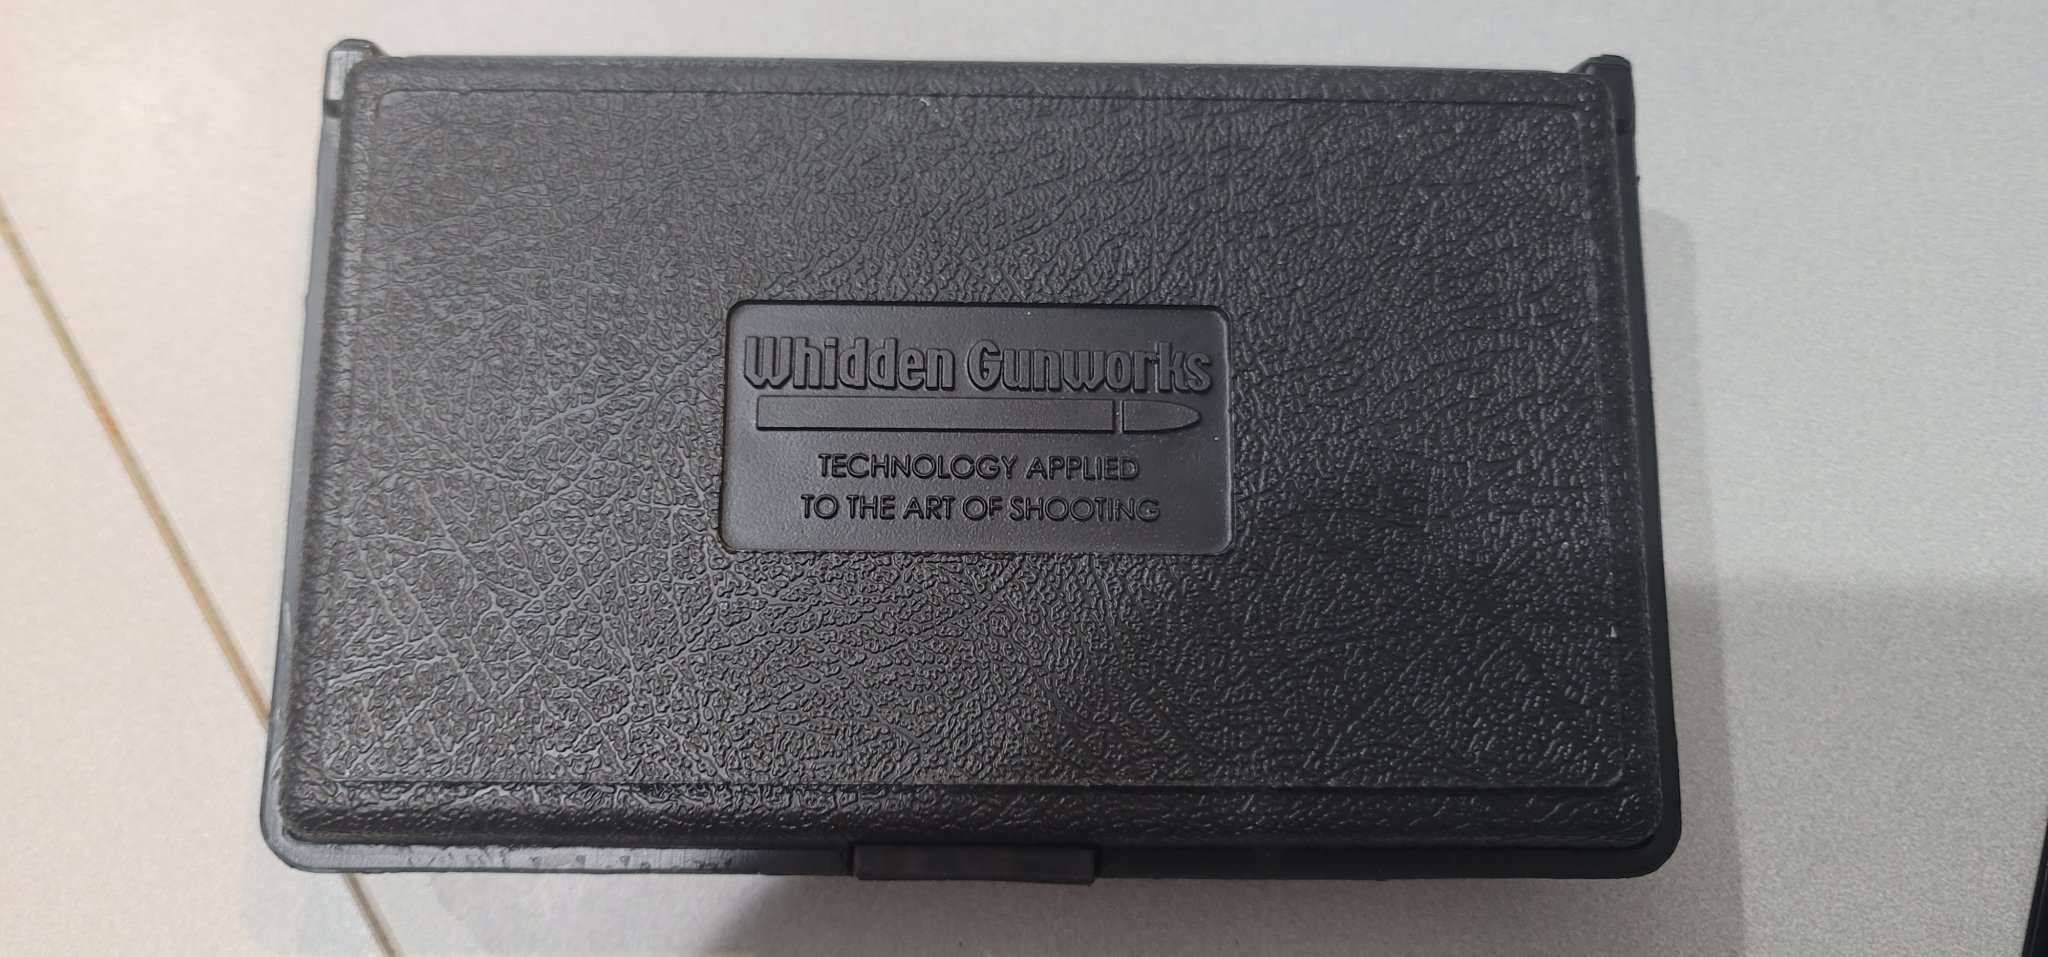 Whidden Gunworks
TECHNOLOGY APPLIED
TO THE ART OF SHOOTING